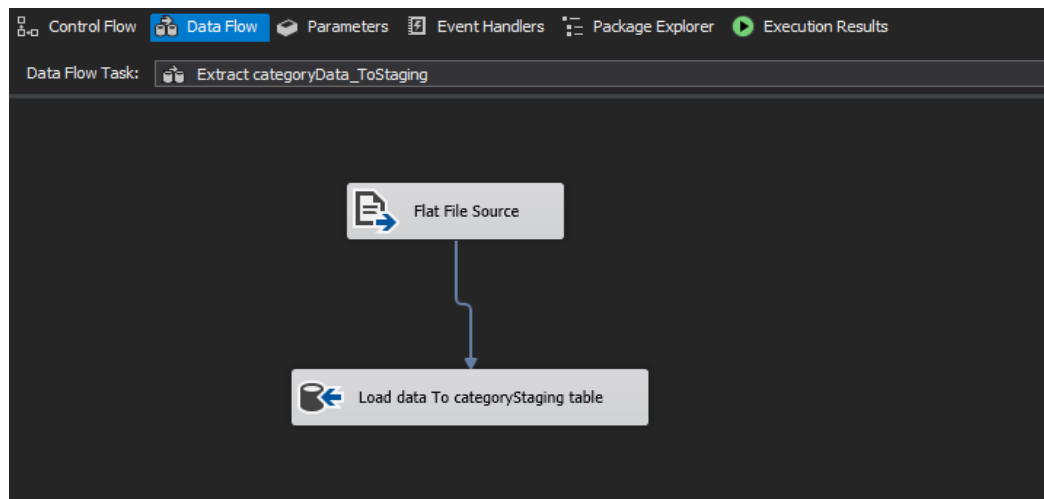 Control Flow Data Flow Parameters Event Handlers Package Explorer Execution Results
Data Flow Task: Extract categoryData_ToStaging
Flat File Source
Load data To categoryStaging table